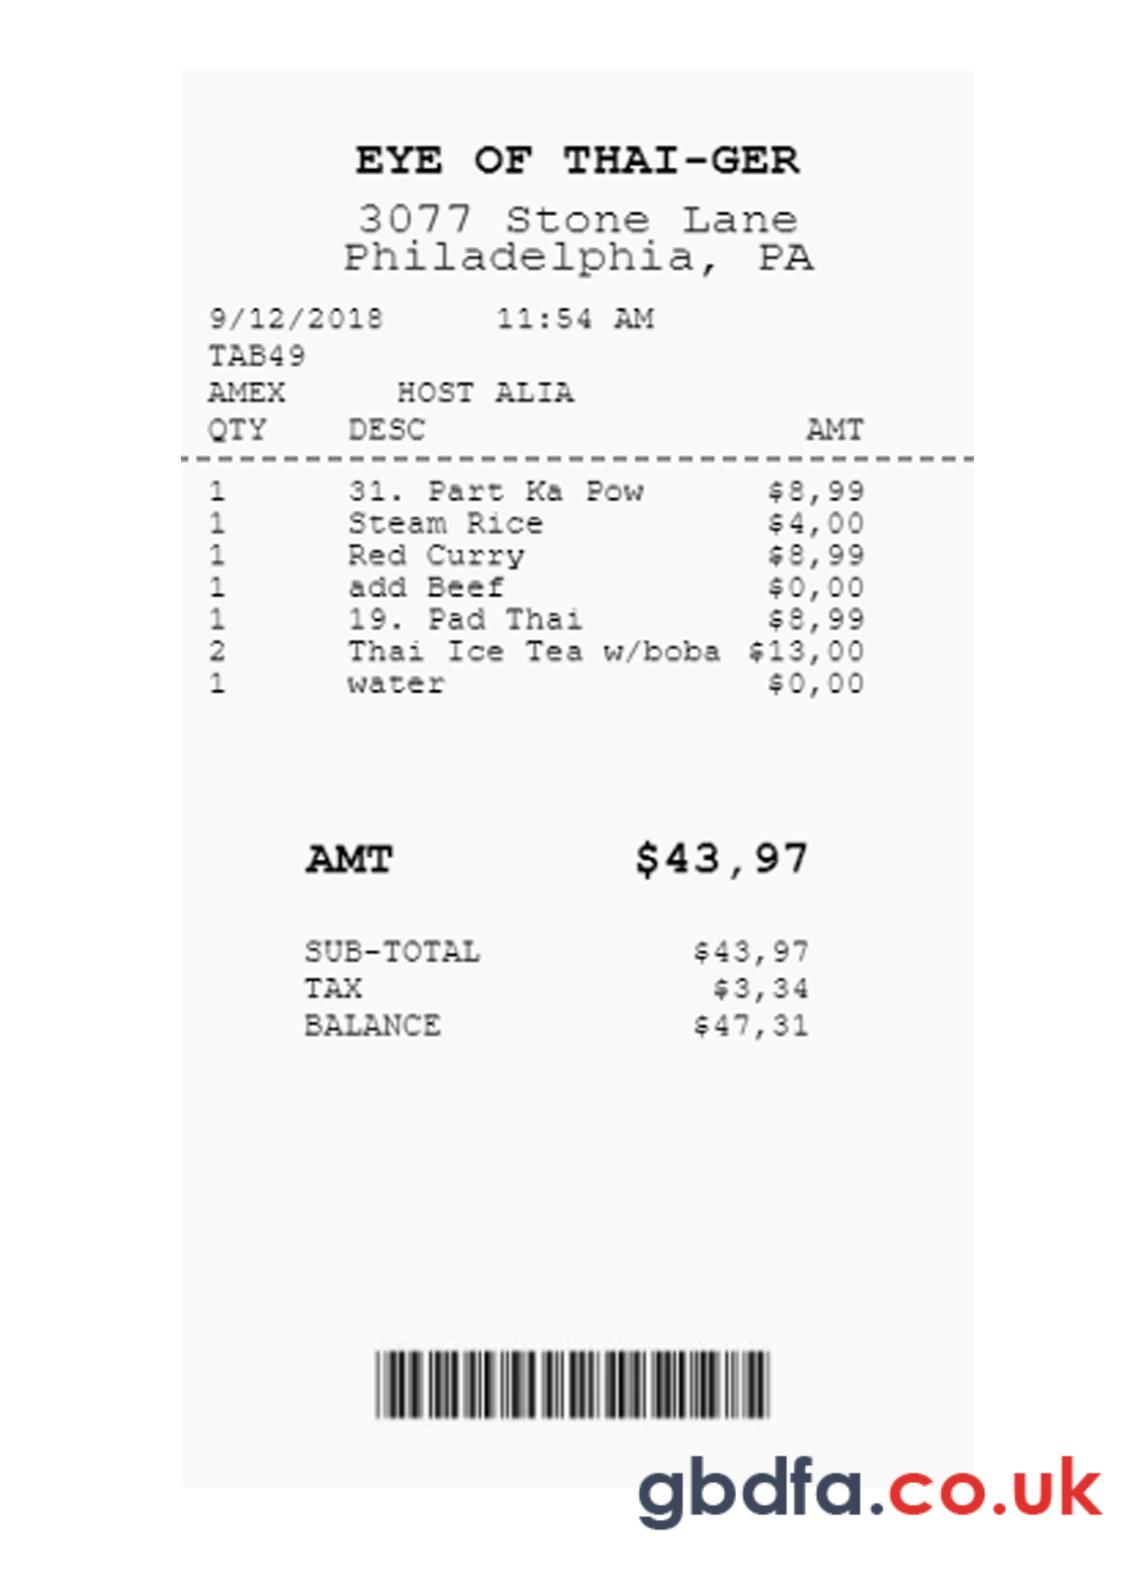 EYE OF THAI-GER
3077 Stone Lane
Philadelphia, PA
9/12/2018 11:54 AM
TAB49
AMEX HOST ALIA
QTY DESC AMT
1 31. Part Ka Pow $8,99
1 Steam Rice $4,00
1 Red Curry $8,99
1 add Beef $0,00
1 19. Pad Thai $8,99
2 Thai Ice Tea w/boba $13,00
1 water $0,00
AMT $43,97
SUB-TOTAL $43,97
TAX $3,34
BALANCE $47,31
gbdfa.co.uk